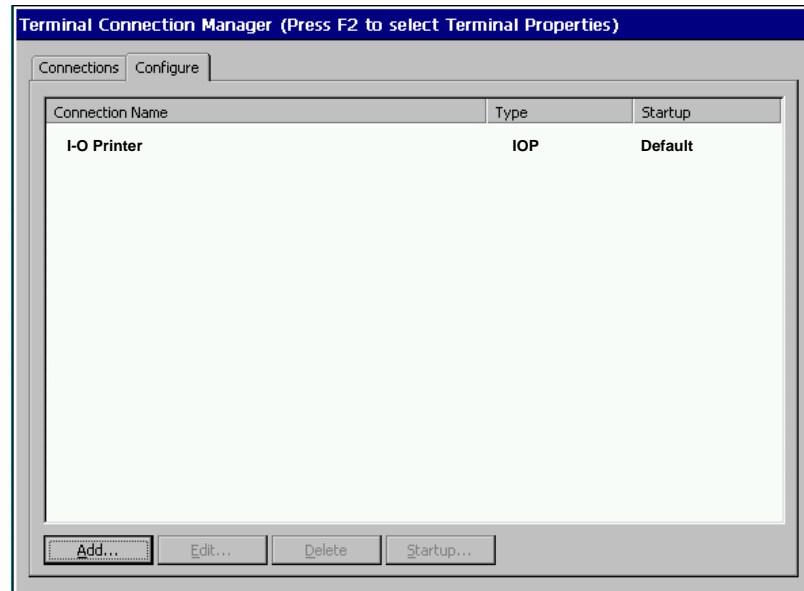 Terminal Connection Manager (Press F2 to select Terminal Properties)
Connections Configure
Connection Name Type Startup
I-O Printer IOP Default
Add... Edit... Delete Startup...